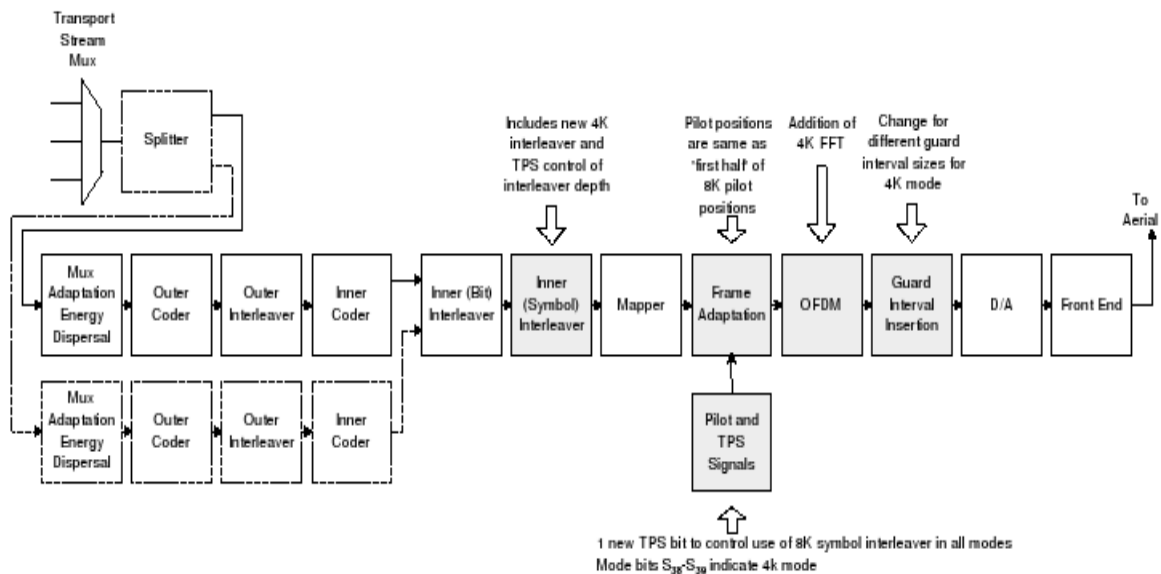 Transport
Stream
Mux
Splitter
Includes new 4K
interleaver and
TPS control of
interleaver depth
Pilot positions
are same as
"first half" of
8K pilot
positions
Addition of
4K FFT
Change for
different guard
interval sizes for
4K mode
To
Aerial
Mux
Adaptation
Energy
Dispersal
Outer
Coder
Outer
Interleaver
Inner
Coder
Inner (Bit)
Interleaver
Inner
(Symbol)
Interleaver
Mapper
Frame
Adaptation
OFDM
Guard
Interval
Insertion
D/A
Front End
Mux
Adaptation
Energy
Dispersal
Outer
Coder
Outer
Interleaver
Inner
Coder
Pilot and
TPS
Signals
1 new TPS bit to control use of 8K symbol interleaver in all modes
Mode bits S38-S39 indicate 4k mode